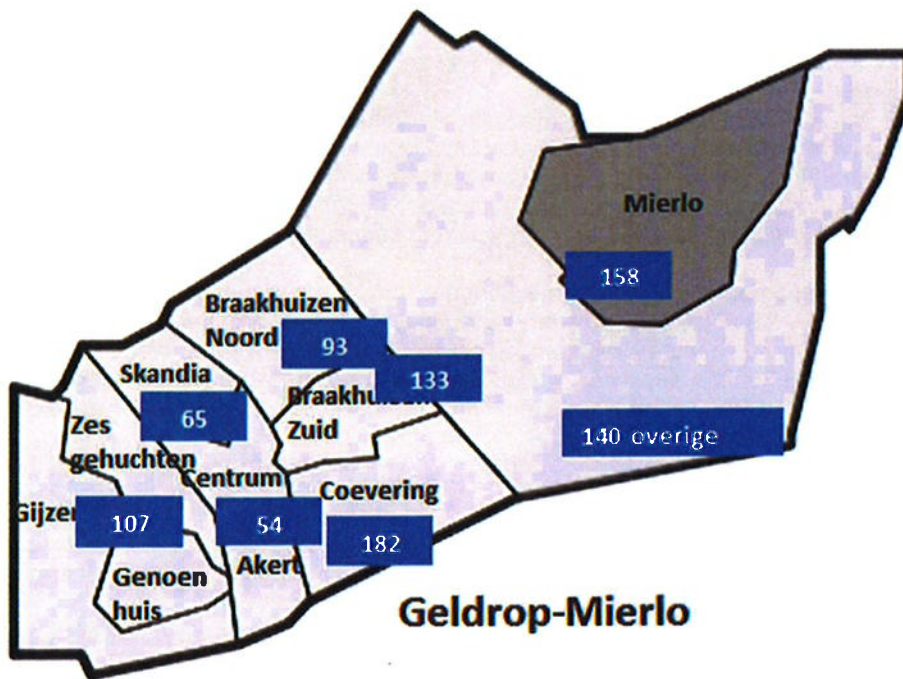 Mierlo
158
Braakhuizen
Noord
93
133
Skandia
65
Zuid
140 overige
Zes
gehuchten
Centrum
Coevering
107
54
182
Akert
Genoen
huis
Geldrop-Mierlo